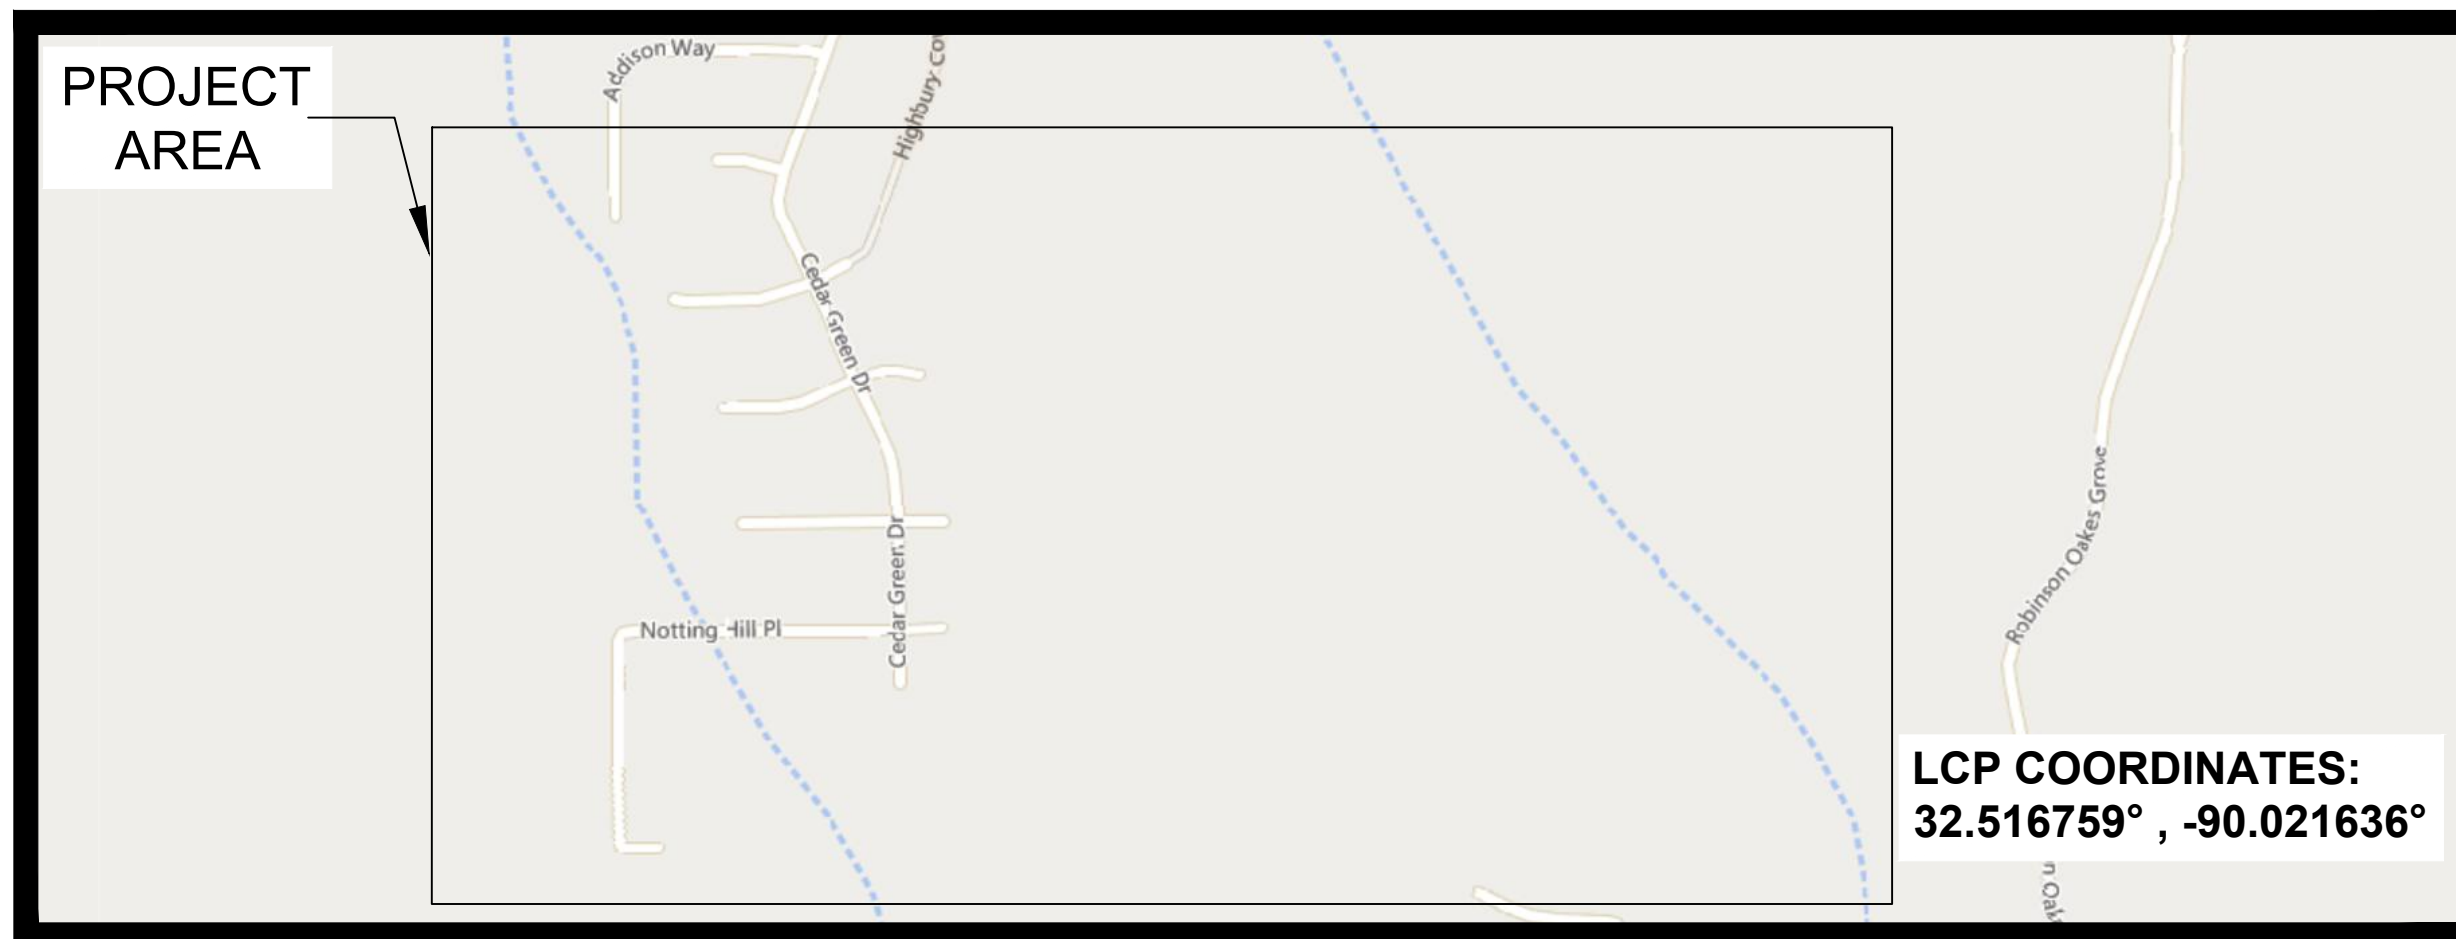 PROJECT
AREA
Addison Way
Highbury Co
Cedar Green Dr
Cedar Green Dr
Notting Hill Pl
Robinson Oakes Grove
LCP COORDINATES:
32.516759° , -90.021636°
n Oak